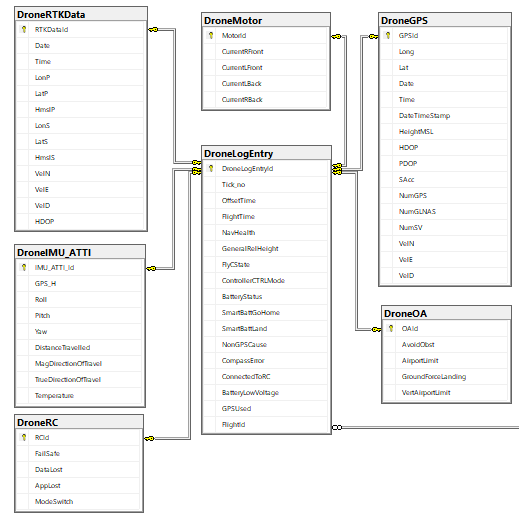 DroneRTKData
RTKDataId
Date
Time
LonP
LatP
HmslP
LonS
LatS
HmslS
VelN
VelE
VelD
HDOP
DroneMotor
MotorId
CurrentRFront
CurrentLFront
CurrentLBack
CurrentRBack
DroneGPS
GPSId
Long
Lat
Date
Time
DateTimeStamp
HeightMSL
HDOP
PDOP
SAcc
NumGPS
NumGLNAS
NumSV
VelN
VelE
VelD
DroneLogEntry
DroneLogEntryId
Tick_no
OffsetTime
FlightTime
NavHealth
GeneralRelHeight
FlyCState
ControllerCTRLMode
BatteryStatus
SmartBattGoHome
SmartBattLand
NonGPSCause
CompassError
ConnectedToRC
BatteryLowVoltage
GPSUsed
FlightId
DroneIMU_ATTI
IMU_ATTI_Id
GPS_H
Roll
Pitch
Yaw
DistanceTravelled
MagDirectionOfTravel
TrueDirectionOfTravel
Temperature
DroneOA
OAId
AvoidObst
AirportLimit
GroundForceLanding
VertAirportLimit
DroneRC
RCId
FailSafe
DataLost
AppLost
ModeSwitch